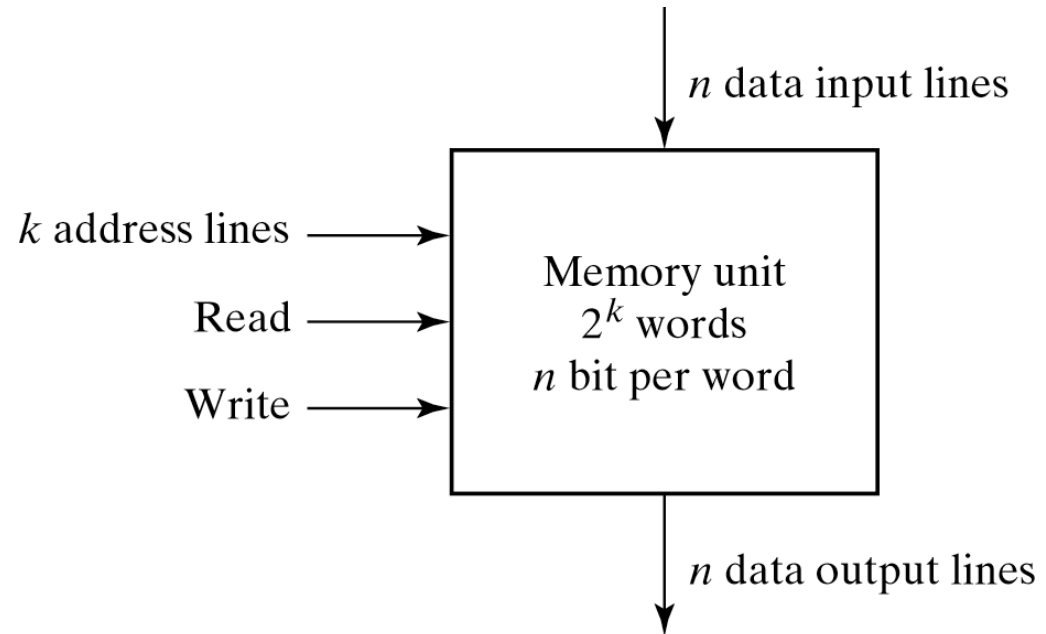 n data input lines
k address lines
Read
Write
Memory unit
2^k words
n bit per word
n data output lines